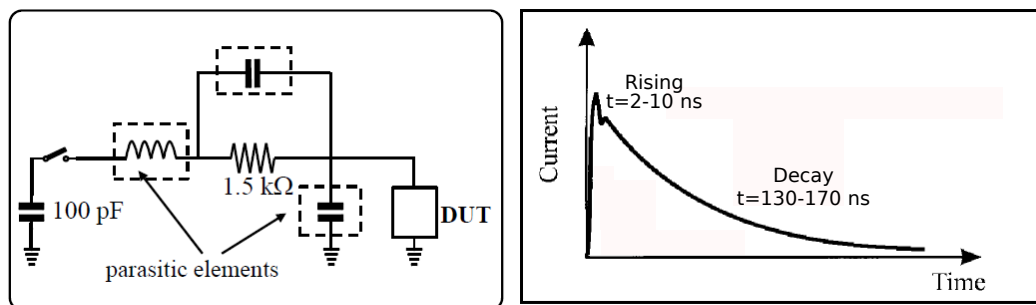 1.5 kΩ
100 pF
DUT
parasitic elements
Current
Rising
t=2-10 ns
Decay
t=130-170 ns
Time